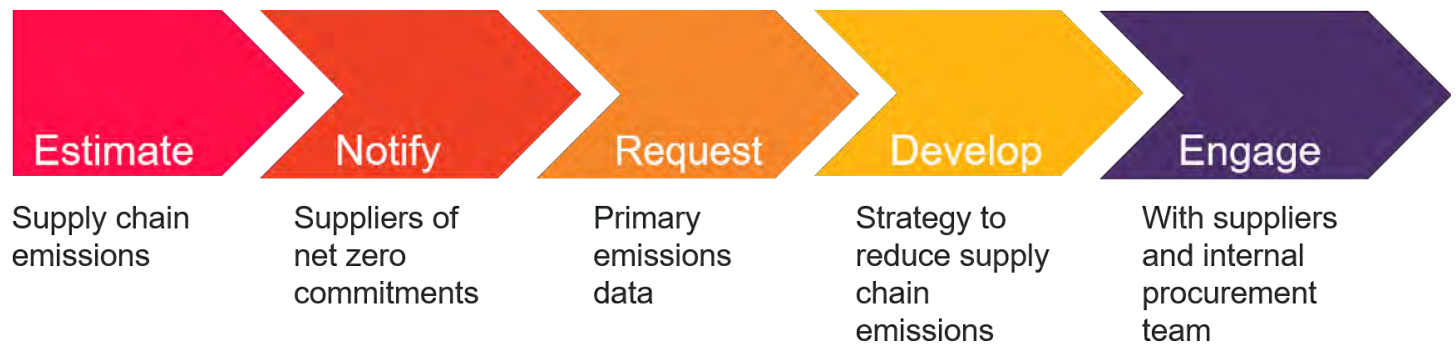 Estimate
Notify
Request
Develop
Engage
Supply chain
emissions
Suppliers of
net zero
commitments
Primary
emissions
data
Strategy to
reduce supply
chain
emissions
With suppliers
and internal
procurement
team